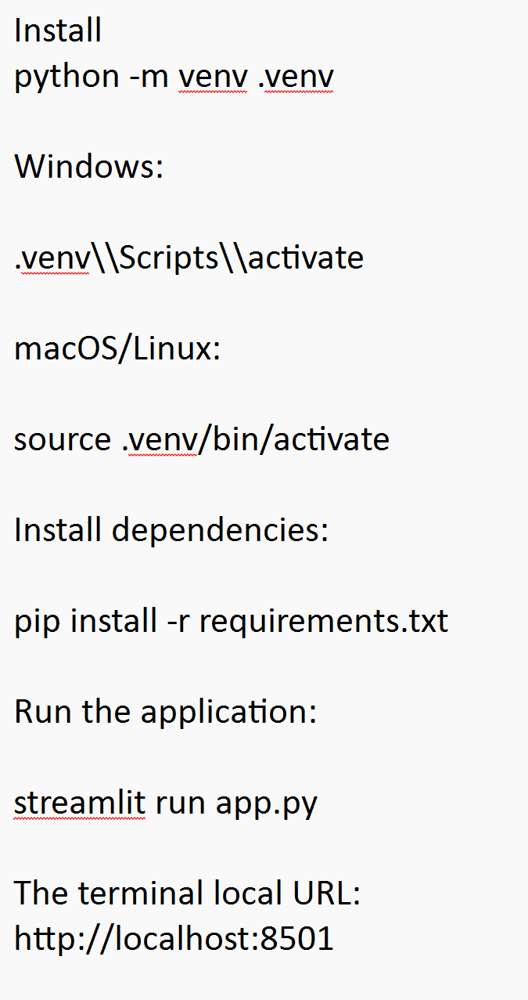 Install
python -m venv .venv
Windows:
.venv\\Scripts\\activate
macOS/Linux:
source .venv/bin/activate
Install dependencies:
pip install -r requirements.txt
Run the application:
streamlit run app.py
The terminal local URL:
http://localhost:8501